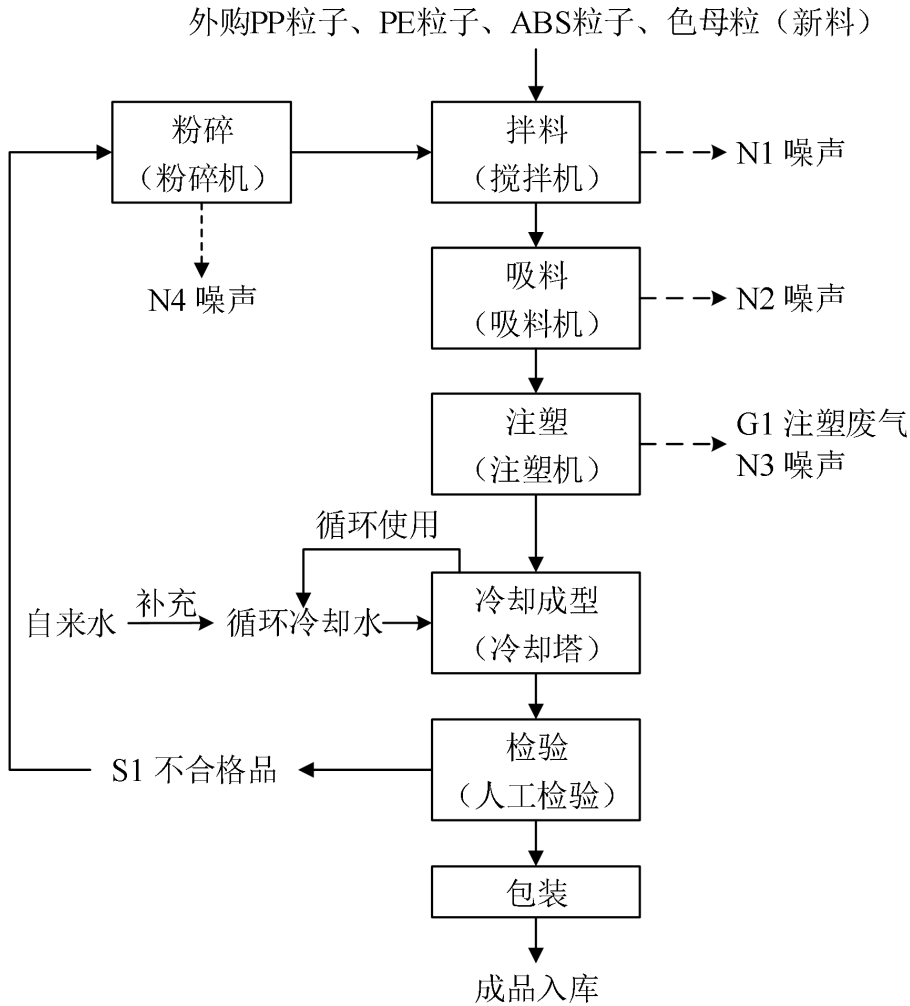 外购PP粒子、PE粒子、ABS粒子、色母粒（新料）
粉碎
（粉碎机）
拌料
（搅拌机）
N1 噪声
N4 噪声
吸料
（吸料机）
N2 噪声
注塑
（注塑机）
G1 注塑废气
N3 噪声
循环使用
自来水
补充
循环冷却水
冷却成型
（冷却塔）
S1 不合格品
检验
（人工检验）
包装
成品入库